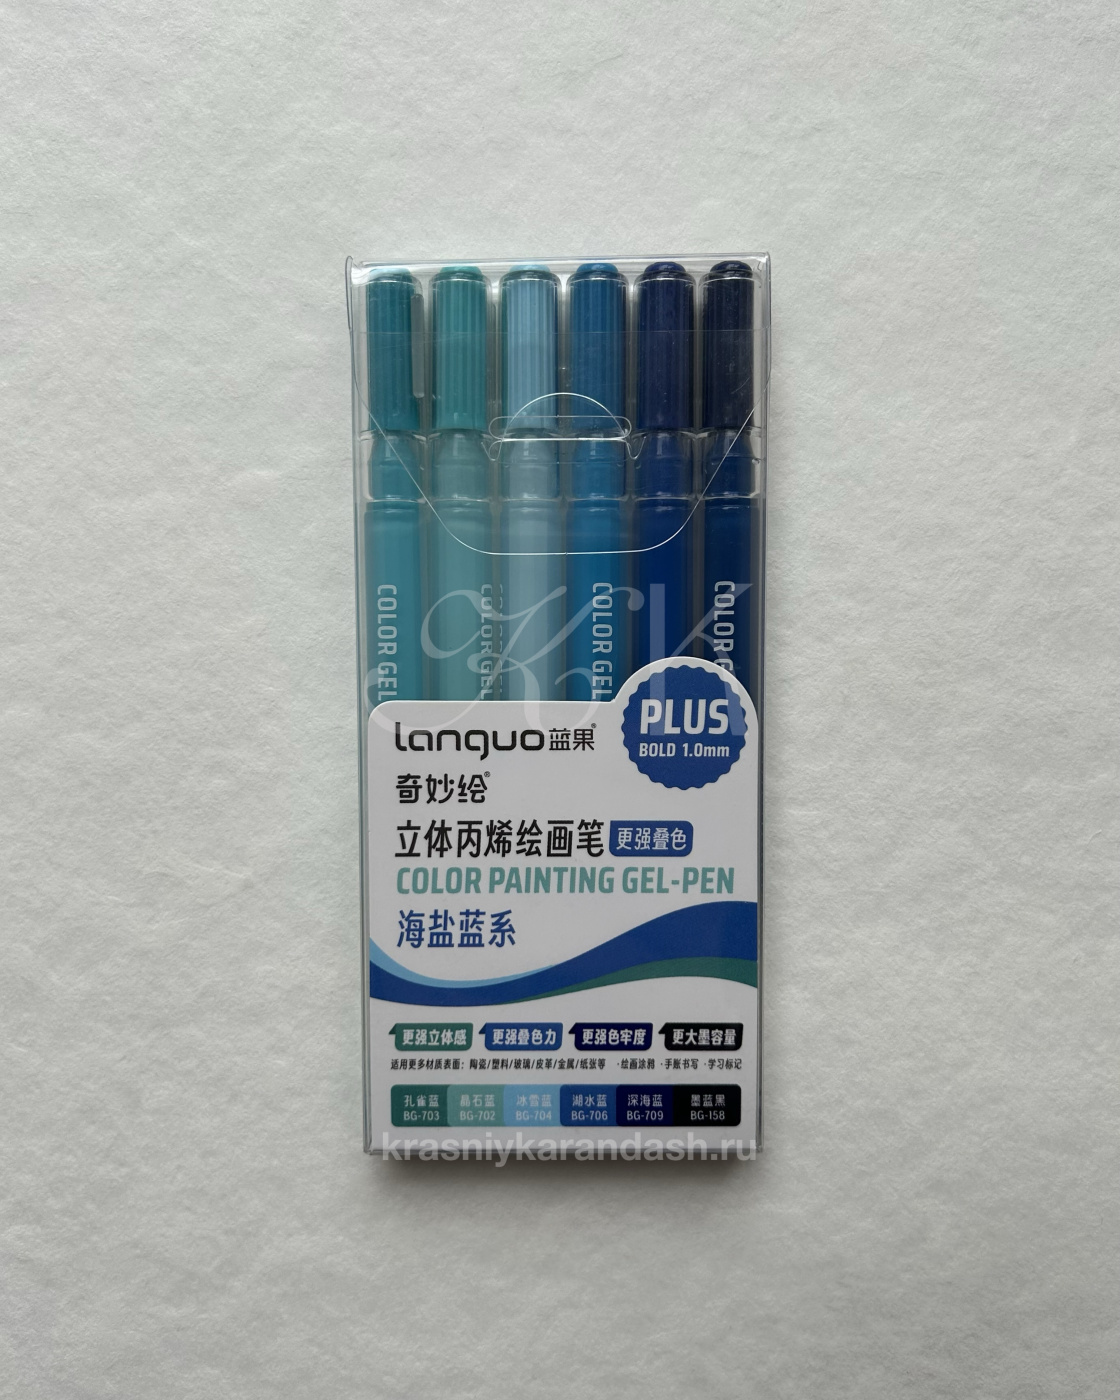 COLOR GEL
COLOR GEL
COLOR GEL
COLOR GE
KK
languo蓝果®
PLUS
BOLD 1.0mm
奇妙绘®
立体丙烯绘画笔 更强叠色
COLOR PAINTING GEL-PEN
海盐蓝系
更强立体感 更强叠色力 更强色牢度 更大墨容量
适用更多材质表面：陶瓷/塑料/玻璃/皮革/金属/纸张等 ·绘画涂鸦 ·手账书写 ·学习标记
孔雀蓝 晶石蓝 冰雪蓝 湖水蓝 深海蓝 墨蓝黑
BG-703 BG-702 BG-704 BG-706 BG-709 BG-158
krasniykarandash.ru